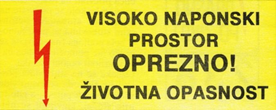 VISOKO NAPONSKI
PROSTOR
OPREZNO!
ŽIVOTNA OPASNOST